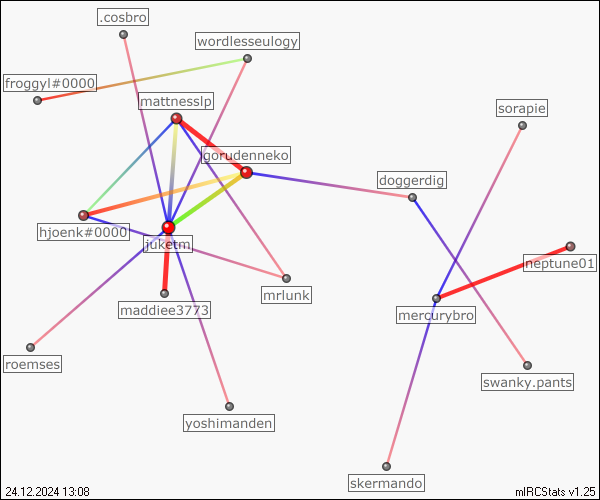 .cosbro
wordlesseulogy
froggyl#0000
mattnesslp
sorapie
gorudenneko
doggerdig
hjoenk#0000
juketm
neptune01
mrlunk
maddiee3773
mercurybro
roemses
swanky.pants
yoshimanden
skermando
24.12.2024 13:08
mIRCStats v1.25